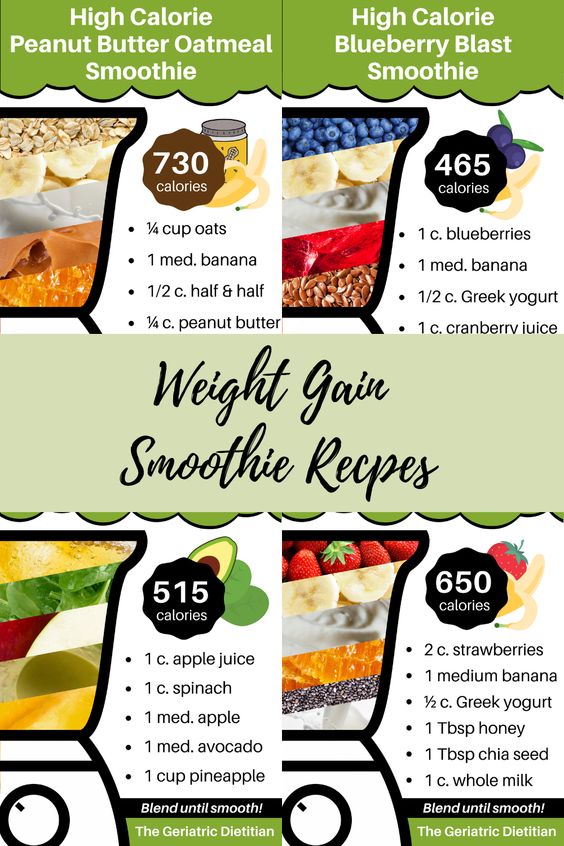 High Calorie
Peanut Butter Oatmeal
Smoothie
730
calories
• ¼ cup oats
• 1 med. banana
• 1/2 c. half & half
• ¼ c. peanut butter
High Calorie
Blueberry Blast
Smoothie
465
calories
• 1 c. blueberries
• 1 med. banana
• 1/2 c. Greek yogurt
• 1 c. cranberry juice
Weight Gain
Smoothie Recpes
515
calories
• 1 c. apple juice
• 1 c. spinach
• 1 med. apple
• 1 med. avocado
• 1 cup pineapple
Blend until smooth!
The Geriatric Dietitian
650
calories
• 2 c. strawberries
• 1 medium banana
• ½ c. Greek yogurt
• 1 Tbsp honey
• 1 Tbsp chia seed
• 1 c. whole milk
Blend until smooth!
The Geriatric Dietitian